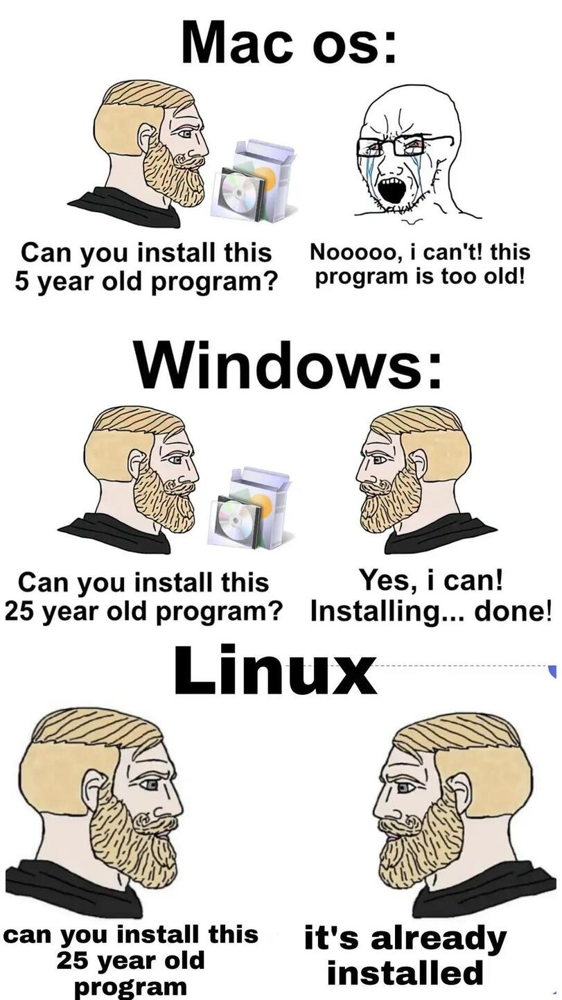 Mac os:
Can you install this
5 year old program?
Nooooo, i can't! this
program is too old!
Windows:
Can you install this
25 year old program?
Yes, i can!
Installing... done!
Linux
can you install this
25 year old
program
it's already
installed